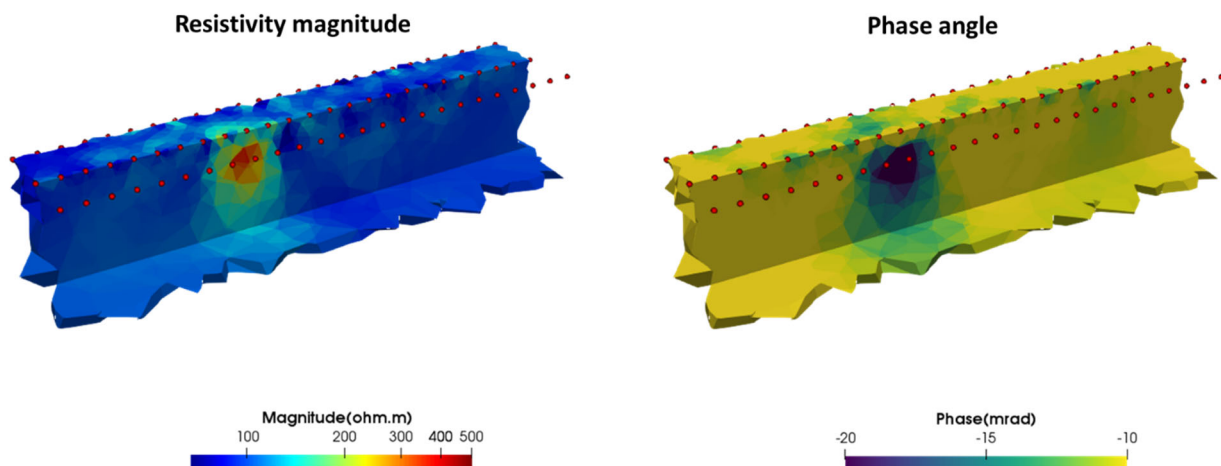 Resistivity magnitude
Phase angle
Magnitude(ohm.m)
100 200 300 400 500
Phase(mrad)
-20 -15 -10